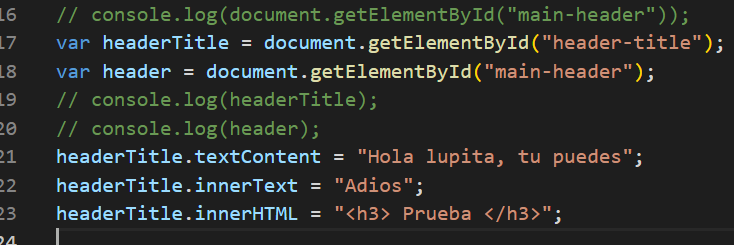 16 // console.log(document.getElementById("main-header"));
17 var headerTitle = document.getElementById("header-title");
18 var header = document.getElementById("main-header");
19 // console.log(headerTitle);
20 // console.log(header);
21 headerTitle.textContent = "Hola lupita, tu puedes";
22 headerTitle.innerText = "Adios";
23 headerTitle.innerHTML = "<h3> Prueba </h3>";
24